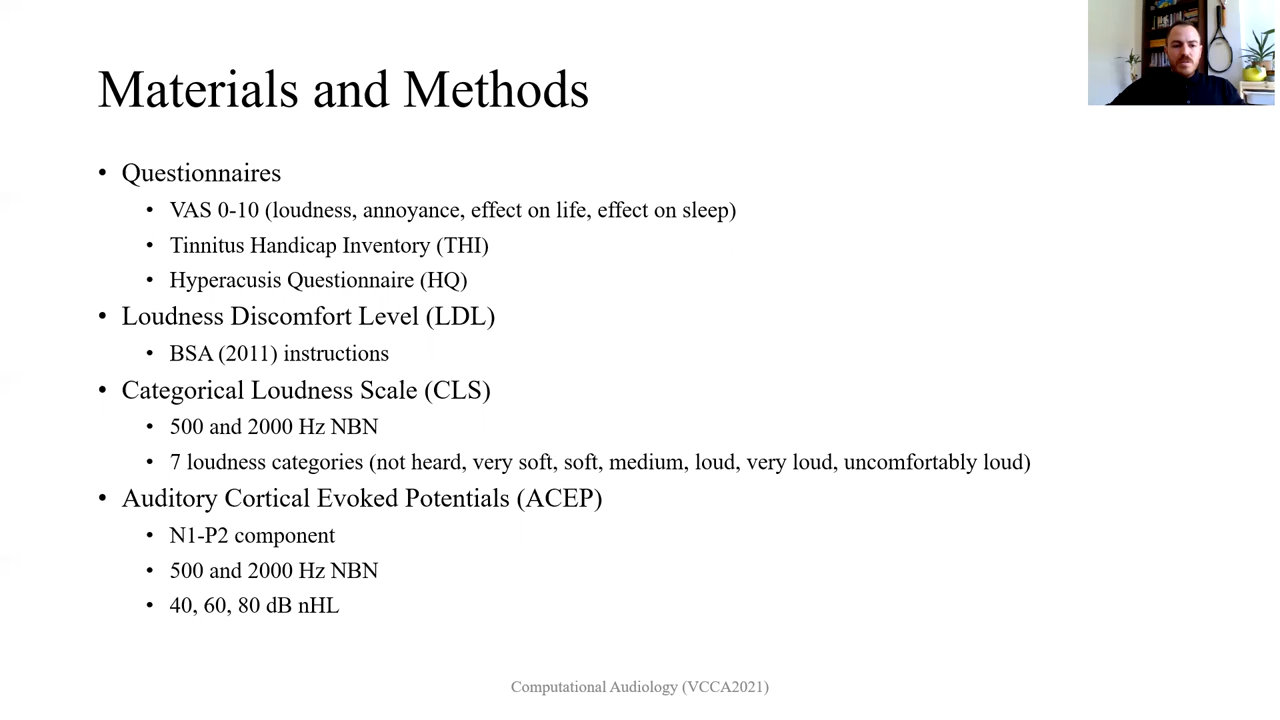 Materials and Methods
• Questionnaires
• VAS 0-10 (loudness, annoyance, effect on life, effect on sleep)
• Tinnitus Handicap Inventory (THI)
• Hyperacusis Questionnaire (HQ)
• Loudness Discomfort Level (LDL)
• BSA (2011) instructions
• Categorical Loudness Scale (CLS)
• 500 and 2000 Hz NBN
• 7 loudness categories (not heard, very soft, soft, medium, loud, very loud, uncomfortably loud)
• Auditory Cortical Evoked Potentials (ACEP)
• N1-P2 component
• 500 and 2000 Hz NBN
• 40, 60, 80 dB nHL
Computational Audiology (VCCA2021)